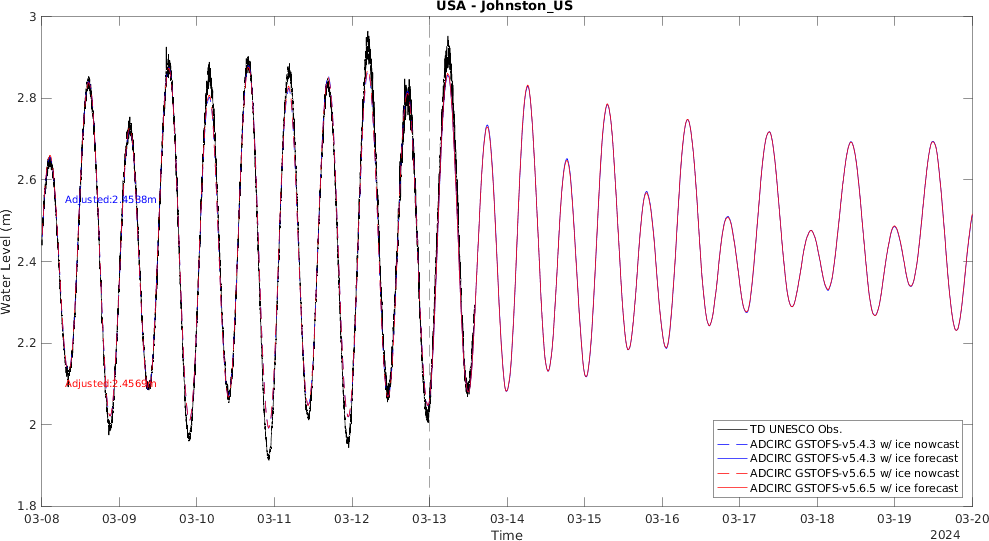 USA - Johnston_US
3
2.8
2.6
2.4
2.2
2
1.8
Water Level (m)
Adjusted:2.4538m
Adjusted:2.4569m
TD UNESCO Obs.
ADCIRC GSTOFS-v5.4.3 w/ ice nowcast
ADCIRC GSTOFS-v5.4.3 w/ ice forecast
ADCIRC GSTOFS-v5.6.5 w/ ice nowcast
ADCIRC GSTOFS-v5.6.5 w/ ice forecast
03-08 03-09 03-10 03-11 03-12 03-13 03-14 03-15 03-16 03-17 03-18 03-19 03-20
Time
2024